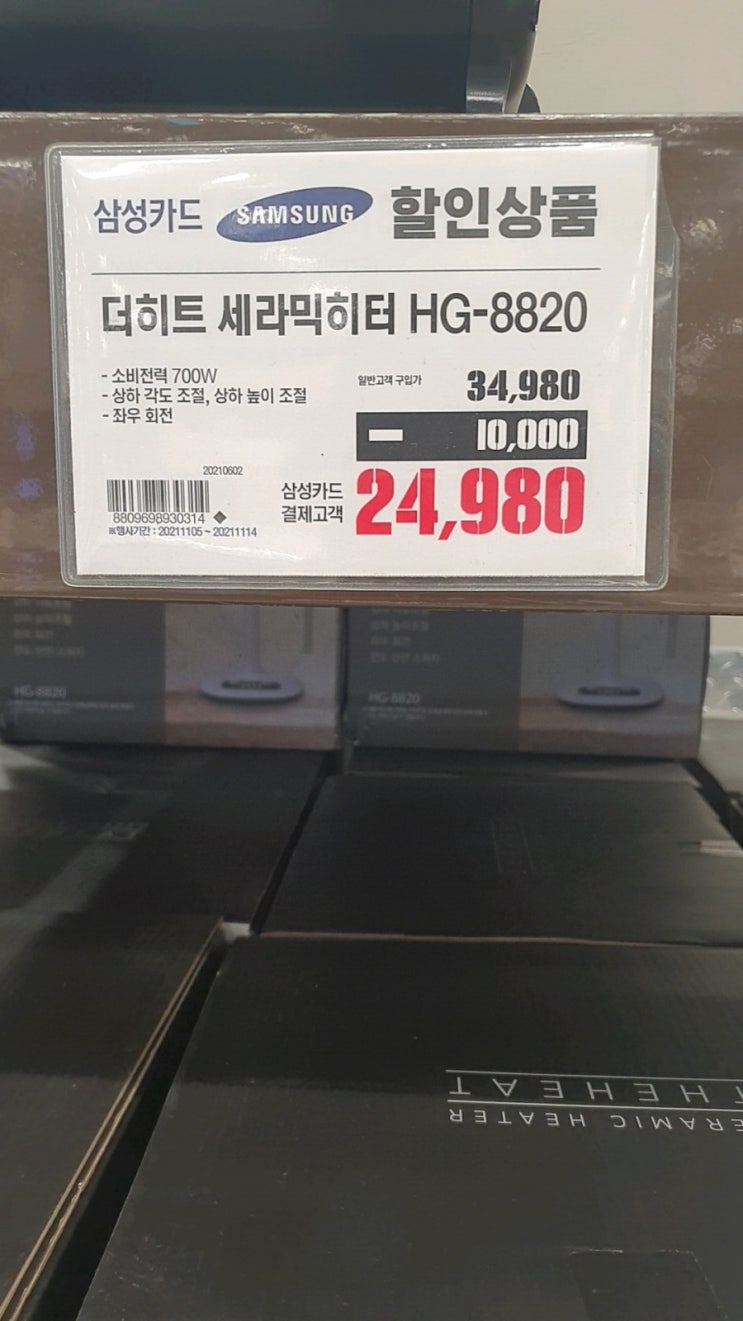 삼성카드 SAMSUNG 할인상품
더히트 세라믹히터 HG-8820
- 소비전력 700W
- 상하 각도 조절, 상하 높이 조절
- 좌우 회전
일반고객 구입가 34,980
- 10,000
삼성카드 결제고객 24,980
20210602
8809698930314 ◆
※행사기간 : 20211105 ~ 20211114
HG-8820
HG-8820
THEHEAT
CERAMIC HEATER